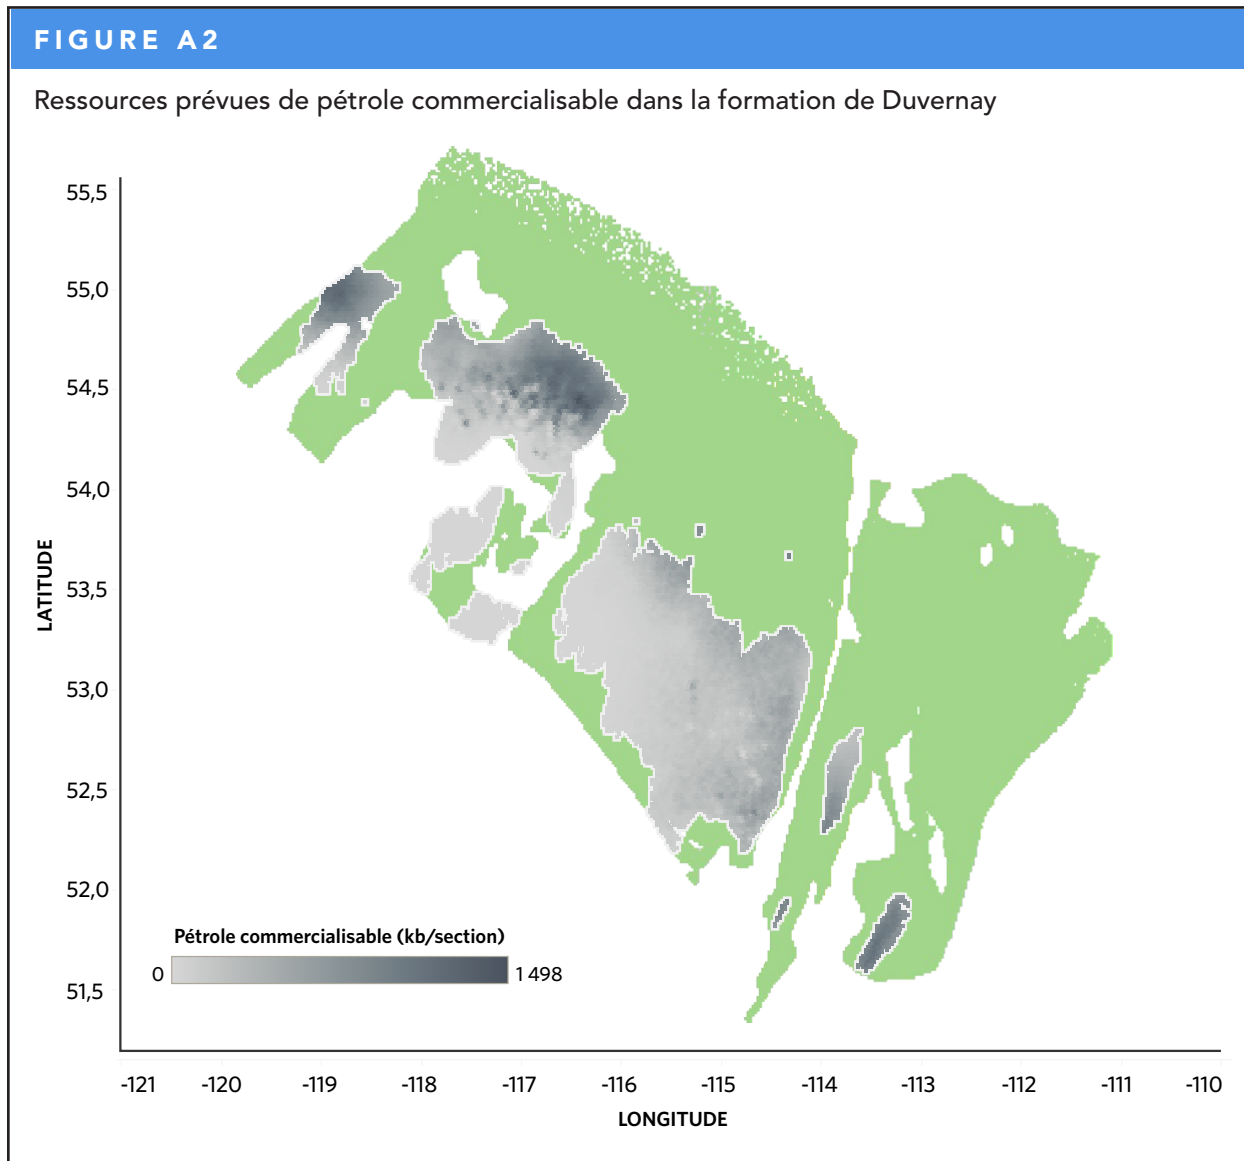 FIGURE A2
Ressources prévues de pétrole commercialisable dans la formation de Duvernay
55,5
55,0
54,5
54,0
53,5
53,0
52,5
52,0
51,5
LATITUDE
Pétrole commercialisable (kb/section)
0 1 498
-121 -120 -119 -118 -117 -116 -115 -114 -113 -112 -111 -110
LONGITUDE